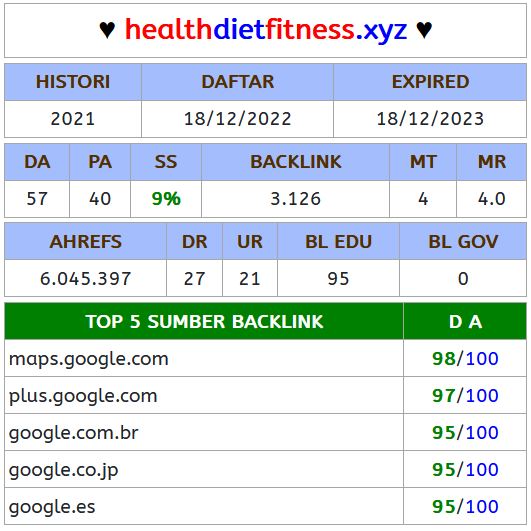 ♥ healthdietfitness.xyz ♥
HISTORI DAFTAR EXPIRED
2021 18/12/2022 18/12/2023
DA PA SS BACKLINK MT MR
57 40 9% 3.126 4 4.0
AHREFS DR UR BL EDU BL GOV
6.045.397 27 21 95 0
TOP 5 SUMBER BACKLINK D A
maps.google.com 98/100
plus.google.com 97/100
google.com.br 95/100
google.co.jp 95/100
google.es 95/100